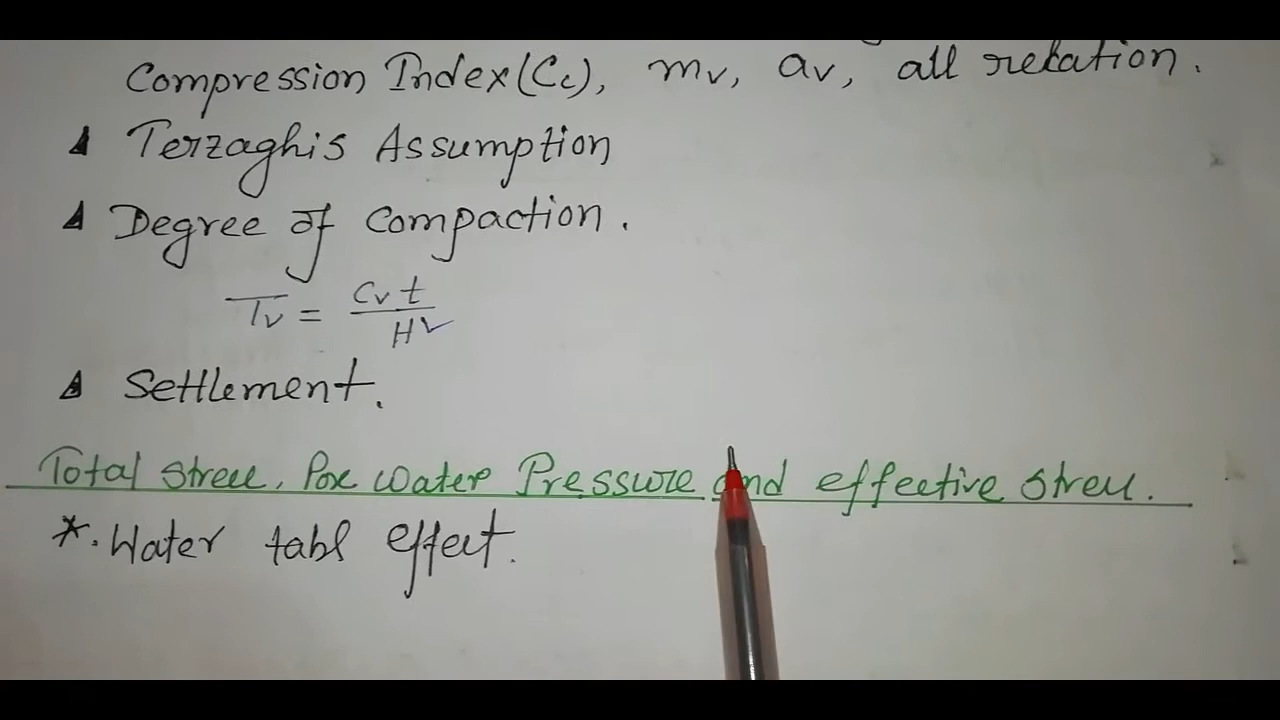 Compression Index (Cc), mv, av, all relation.
Terzaghis Assumption
Degree of Compaction.
Tv = Cv t / H²
Settlement.
Total Stress, Pore Water Pressure and effective stress.
*. Water tabl effect.